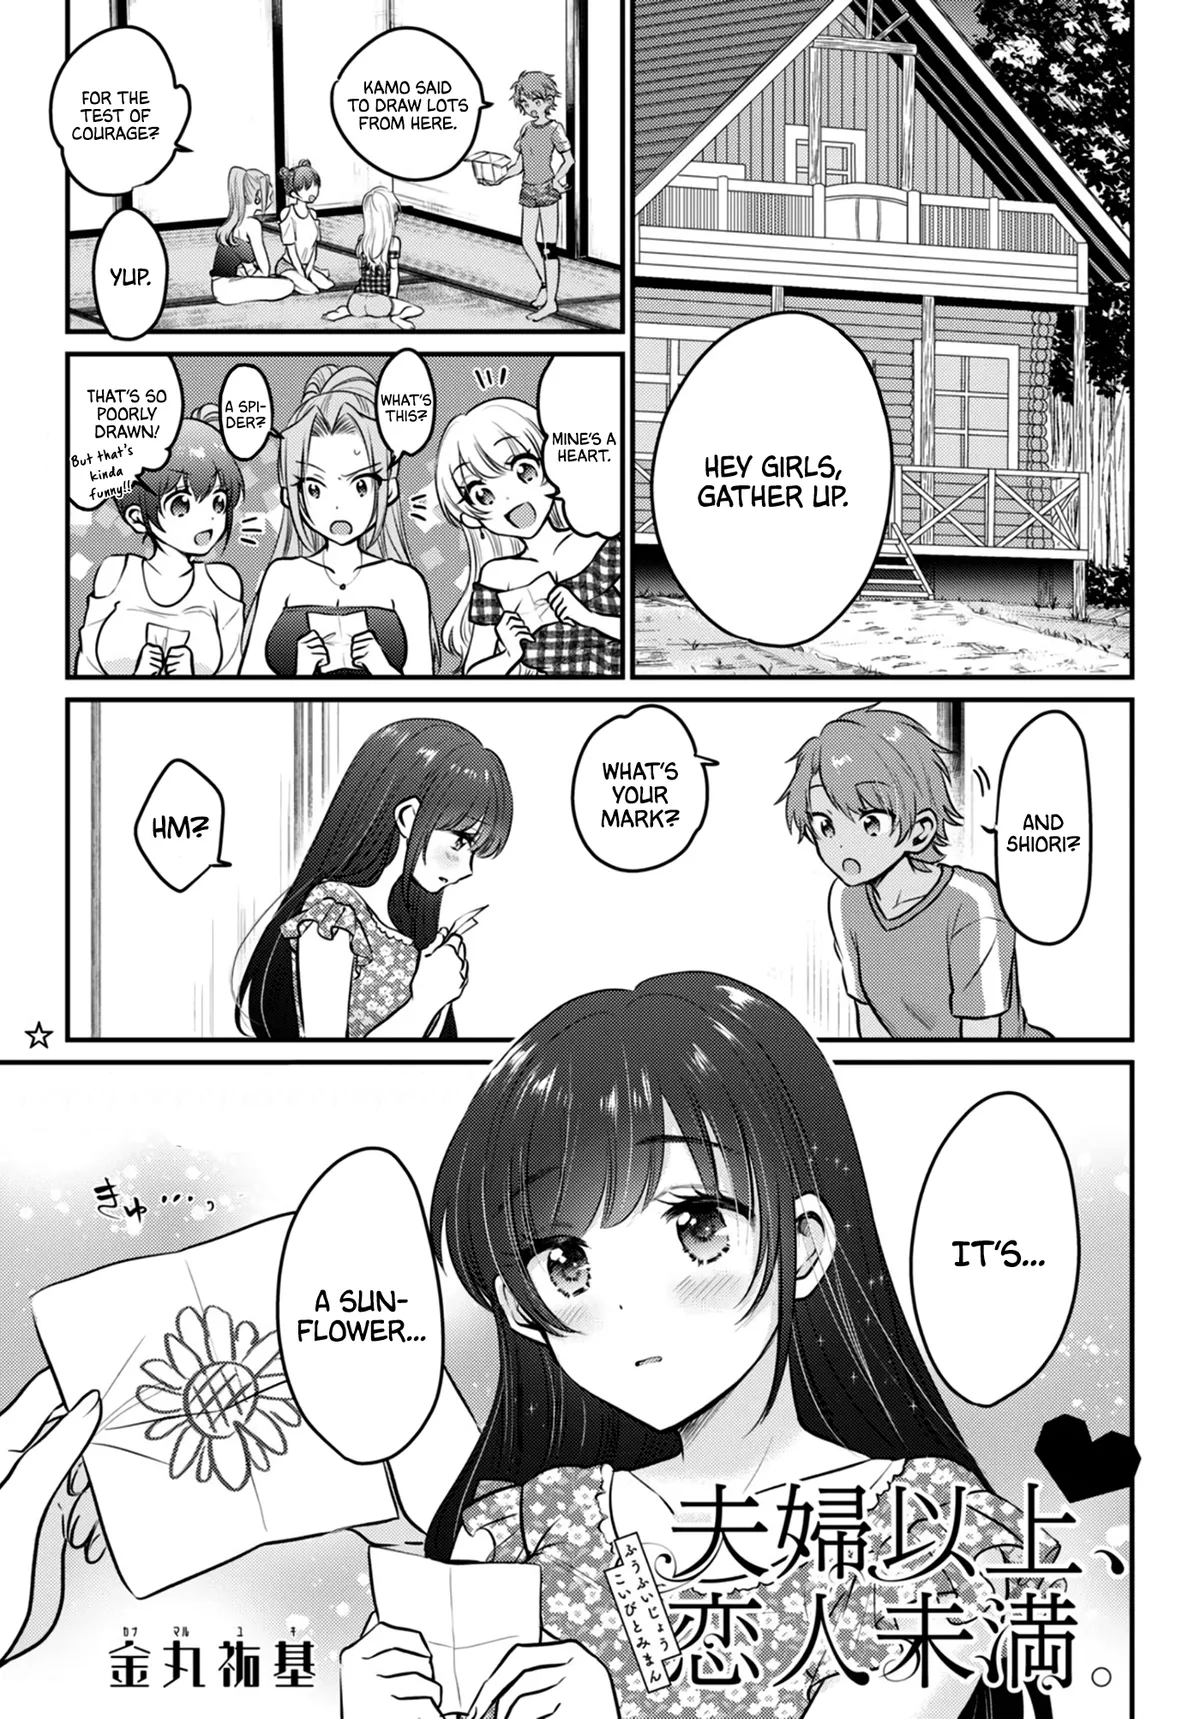 HEY GIRLS,
GATHER UP.
KAMO SAID
TO DRAW LOTS
FROM HERE.
FOR THE
TEST OF
COURAGE?
YUP.
MINE'S A
HEART.
WHAT'S
THIS?
A SPI-
DER?
THAT'S SO
POORLY
DRAWN!
But that's
kinda
funny!!
AND
SHIORI?
WHAT'S
YOUR
MARK?
HM?
☆
IT'S...
A SUN-
FLOWER...
きゅ…っ
夫婦以上、
恋人未満。
ふうふいじょう
こいびとみまん
カナ マル ユ キ
金丸祐基